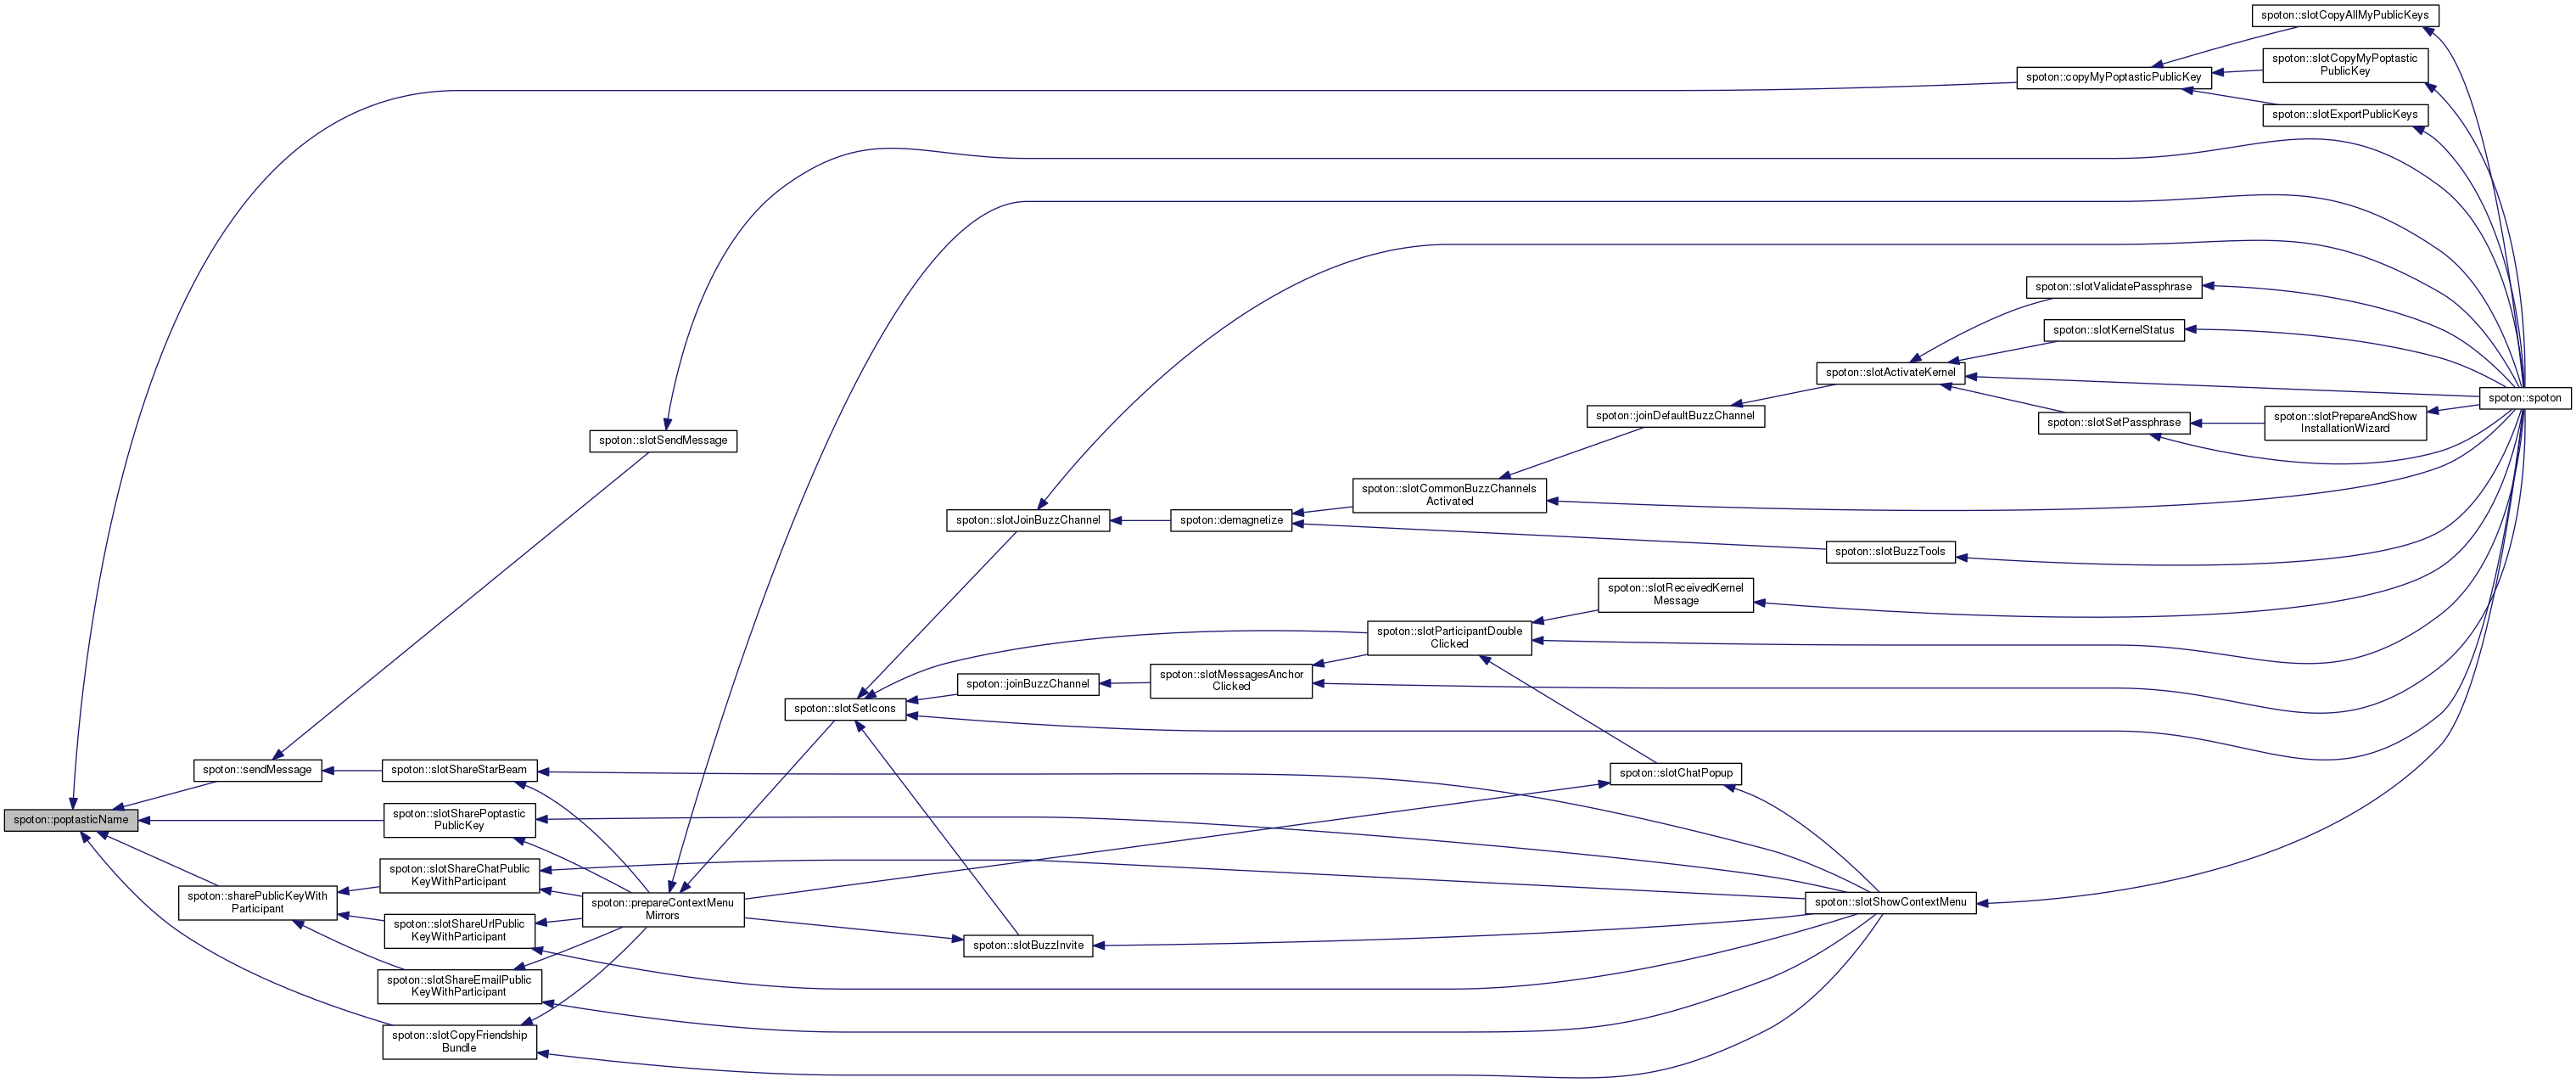 spoton::slotCopyAllMyPublicKeys
spoton::slotCopyMyPoptastic
PublicKey
spoton::copyMyPoptasticPublicKey
spoton::slotExportPublicKeys
spoton::slotValidatePassphrase
spoton::slotKernelStatus
spoton::slotActivateKernel
spoton::spoton
spoton::joinDefaultBuzzChannel
spoton::slotSetPassphrase
spoton::slotPrepareAndShow
InstallationWizard
spoton::slotSendMessage
spoton::slotCommonBuzzChannels
Activated
spoton::slotJoinBuzzChannel
spoton::demagnetize
spoton::slotBuzzTools
spoton::slotReceivedKernel
Message
spoton::slotParticipantDouble
Clicked
spoton::joinBuzzChannel
spoton::slotMessagesAnchor
Clicked
spoton::slotSetIcons
spoton::sendMessage
spoton::slotShareStarBeam
spoton::slotChatPopup
spoton::poptasticName
spoton::slotSharePoptastic
PublicKey
spoton::slotShareChatPublic
KeyWithParticipant
spoton::sharePublicKeyWith
Participant
spoton::prepareContextMenu
Mirrors
spoton::slotShowContextMenu
spoton::slotShareUrlPublic
KeyWithParticipant
spoton::slotBuzzInvite
spoton::slotShareEmailPublic
KeyWithParticipant
spoton::slotCopyFriendship
Bundle